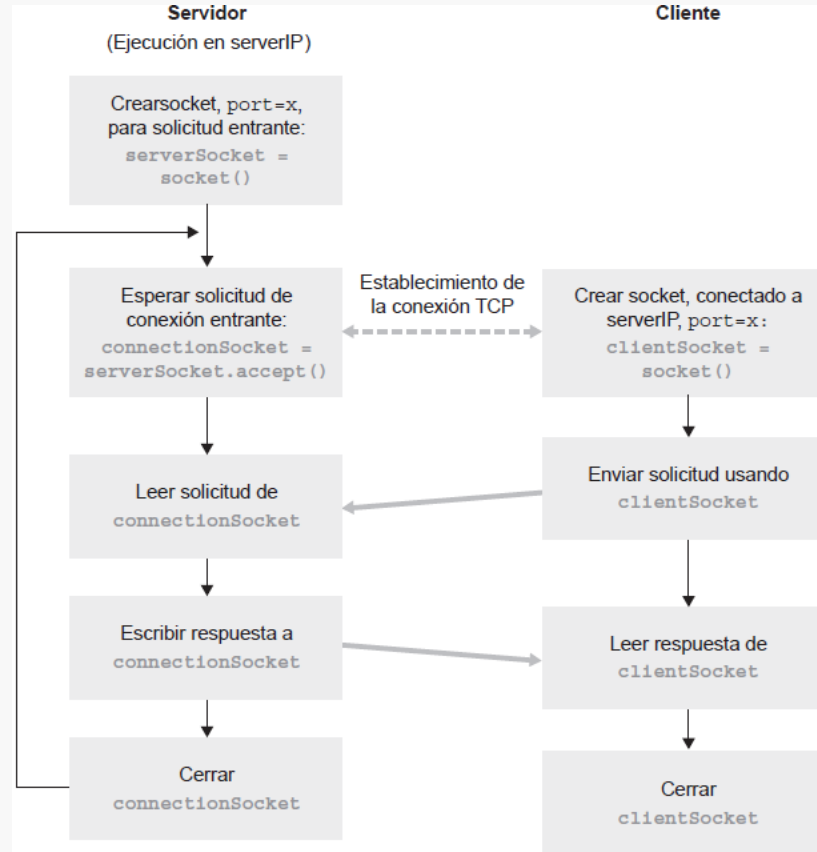 Servidor
(Ejecución en serverIP)
Crearsocket, port=x,
para solicitud entrante:
serverSocket =
socket()
Esperar solicitud de
conexión entrante:
connectionSocket =
serverSocket.accept()
Leer solicitud de
connectionSocket
Escribir respuesta a
connectionSocket
Cerrar
connectionSocket
Establecimiento de
la conexión TCP
Cliente
Crear socket, conectado a
serverIP, port=x:
clientSocket =
socket()
Enviar solicitud usando
clientSocket
Leer respuesta de
clientSocket
Cerrar
clientSocket